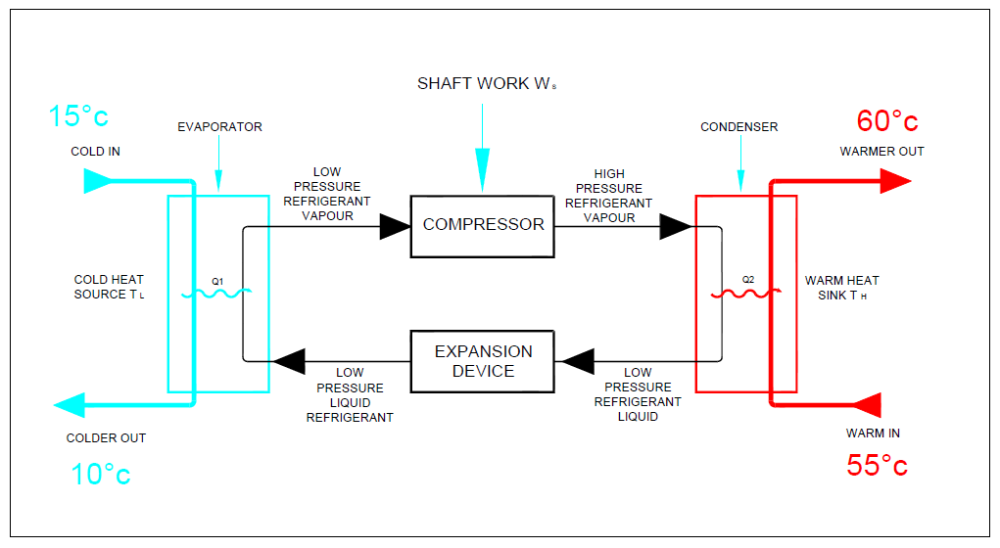 SHAFT WORK Ws
15°c
COLD IN
EVAPORATOR
LOW
PRESSURE
REFRIGERANT
VAPOUR
COMPRESSOR
HIGH
PRESSURE
REFRIGERANT
VAPOUR
CONDENSER
60°c
WARMER OUT
COLD HEAT
SOURCE T L
Q1
Q2
WARM HEAT
SINK T H
EXPANSION
DEVICE
LOW
PRESSURE
LIQUID
REFRIGERANT
LOW
PRESSURE
REFRIGERANT
LIQUID
COLDER OUT
10°c
WARM IN
55°c